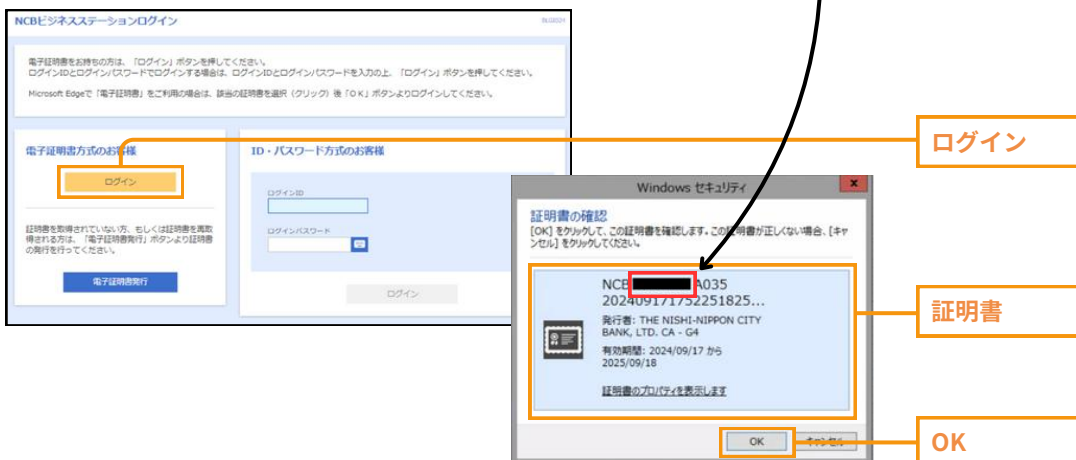 NCBビジネスステーションログイン
電子証明書をお持ちの方は、「ログイン」ボタンを押してください。
ログインIDとログインパスワードでログインする場合は、ログインIDとログインパスワードを入力の上、「ログイン」ボタンを押してください。
Microsoft Edgeで「電子証明書」をご利用の場合は、該当の証明書を選択（クリック）後「OK」ボタンよりログインしてください。
電子証明書方式のお客様
ログイン
証明書を取得されていない方、もしくは証明書を再取
得される方は、「電子証明書発行」ボタンより証明書
の発行を行ってください。
電子証明書発行
ID・パスワード方式のお客様
ログインID
ログインパスワード
ログイン
Windows セキュリティ
x
証明書の確認
[OK] をクリックして、この証明書を確認します。この証明書が正しくない場合、[キャ
ンセル] をクリックしてください。
NCB A035
20240917175225​1825...
発行者: THE NISHI-NIPPON CITY
BANK, LTD. CA - G4
有効期間: 2024/09/17 から
2025/09/18
証明書のプロパティを表示します
OK
キャンセル
ログイン
証明書
OK